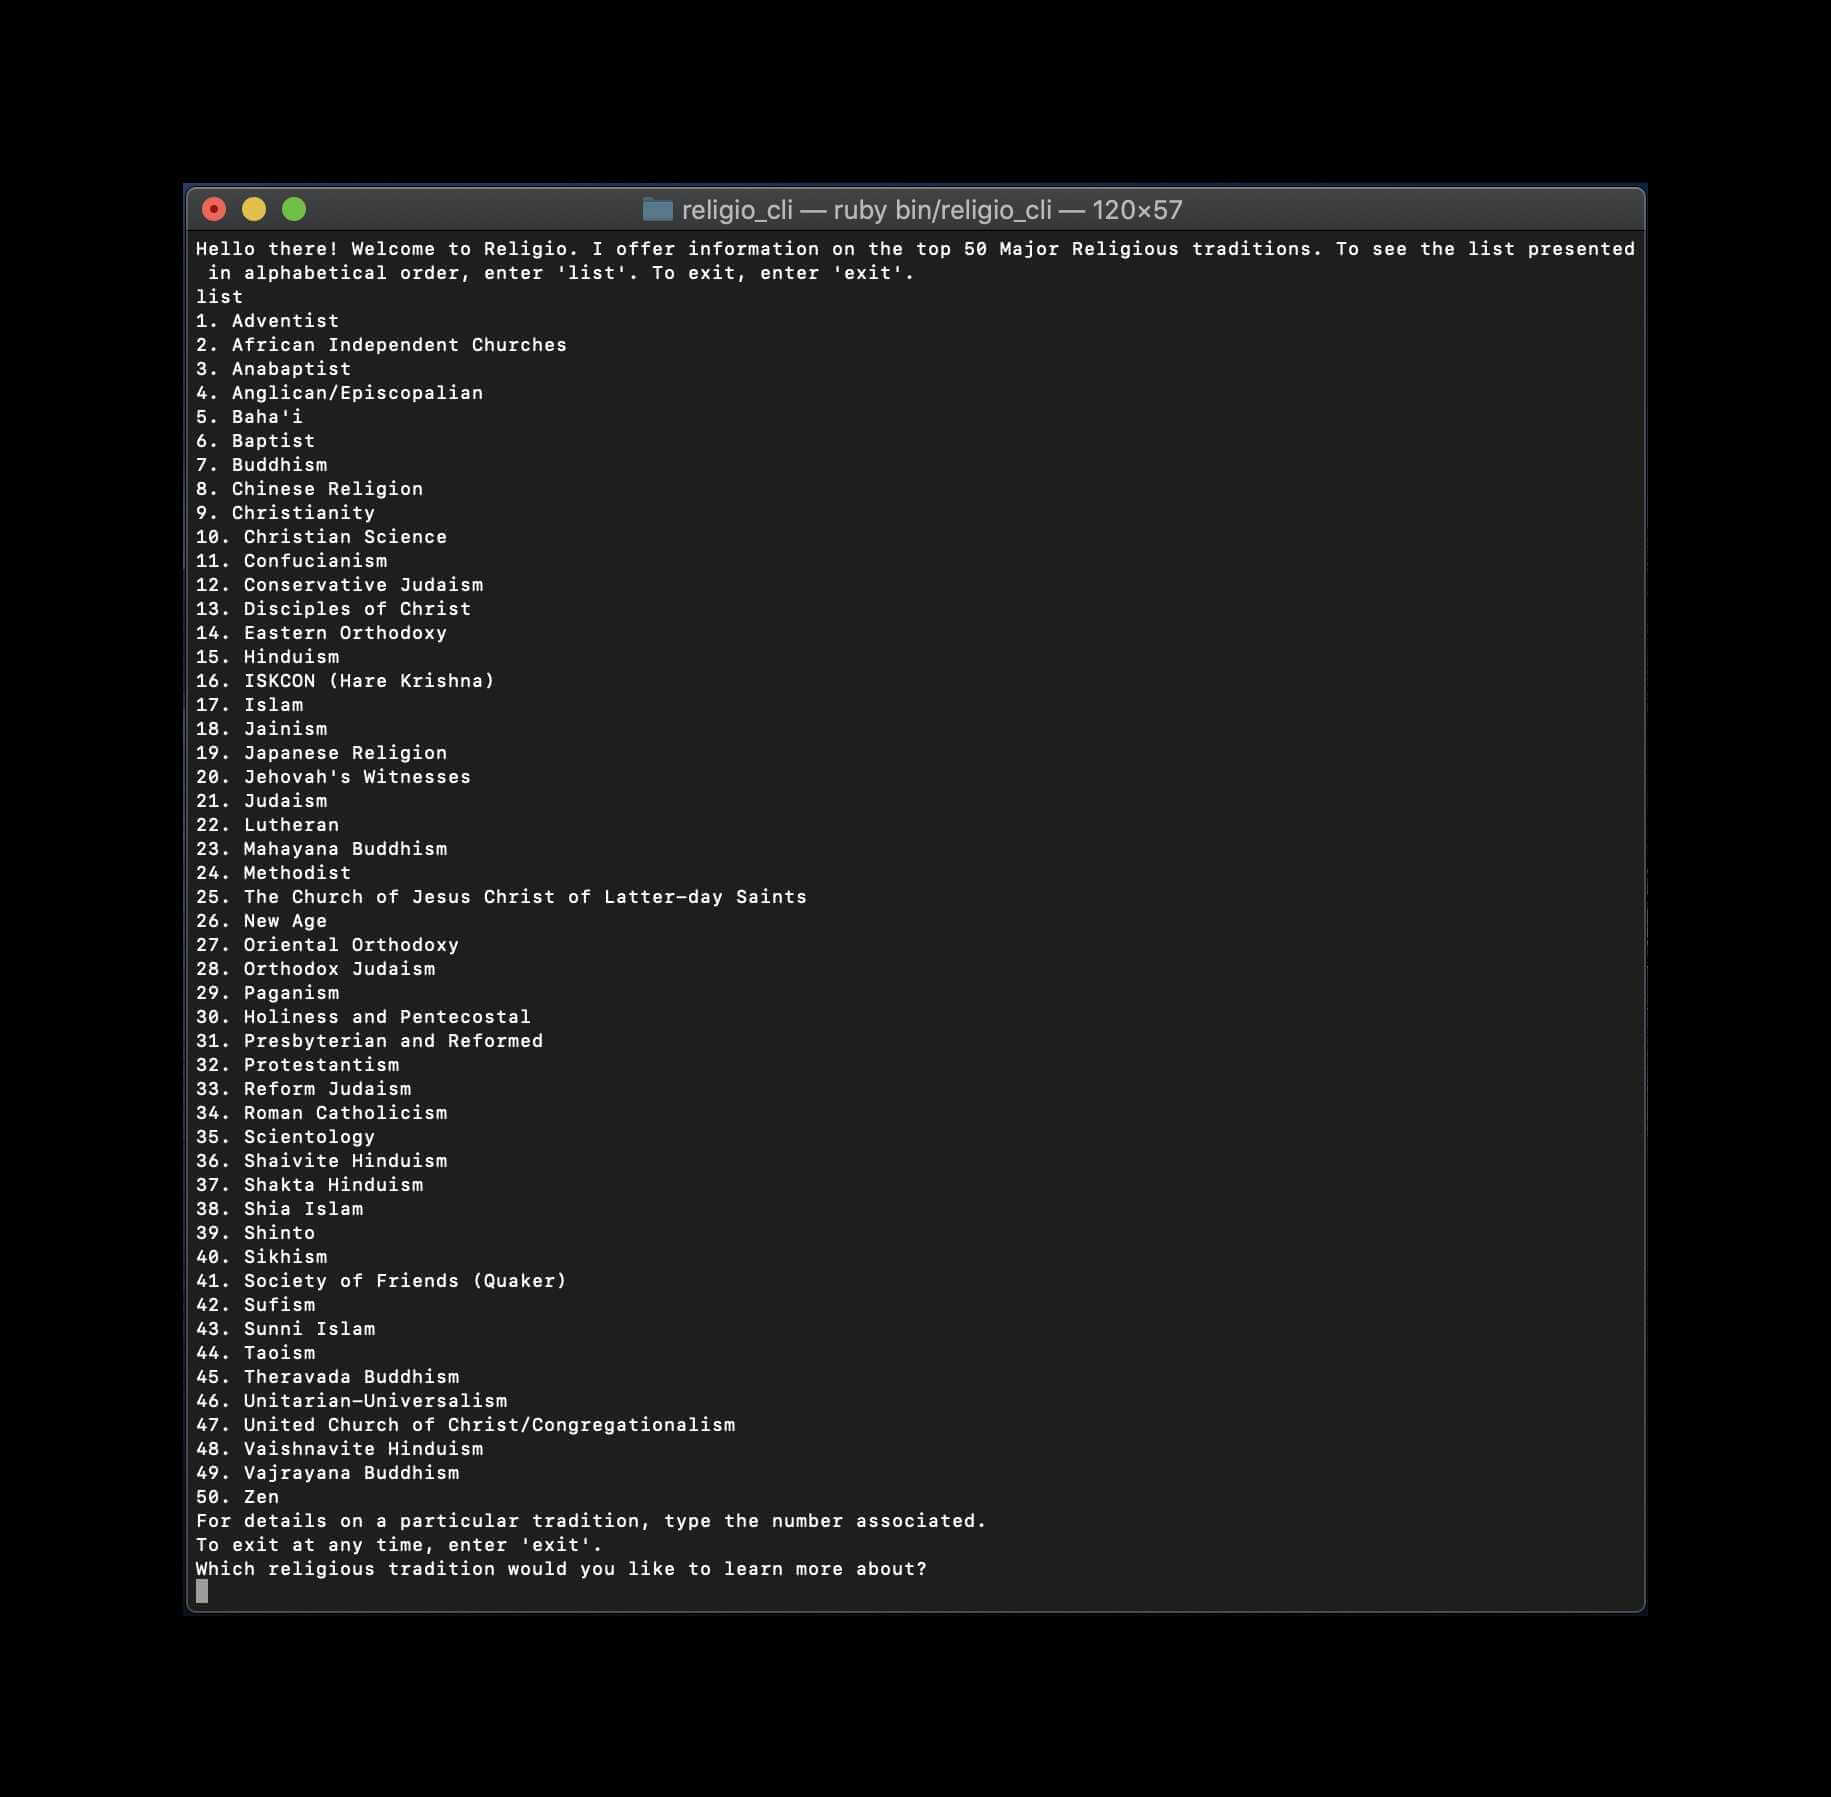 religio_cli — ruby bin/religio_cli — 120×57
Hello there! Welcome to Religio. I offer information on the top 50 Major Religious traditions. To see the list presented
in alphabetical order, enter 'list'. To exit, enter 'exit'.
list
1. Adventist
2. African Independent Churches
3. Anabaptist
4. Anglican/Episcopalian
5. Baha'i
6. Baptist
7. Buddhism
8. Chinese Religion
9. Christianity
10. Christian Science
11. Confucianism
12. Conservative Judaism
13. Disciples of Christ
14. Eastern Orthodoxy
15. Hinduism
16. ISKCON (Hare Krishna)
17. Islam
18. Jainism
19. Japanese Religion
20. Jehovah's Witnesses
21. Judaism
22. Lutheran
23. Mahayana Buddhism
24. Methodist
25. The Church of Jesus Christ of Latter-day Saints
26. New Age
27. Oriental Orthodoxy
28. Orthodox Judaism
29. Paganism
30. Holiness and Pentecostal
31. Presbyterian and Reformed
32. Protestantism
33. Reform Judaism
34. Roman Catholicism
35. Scientology
36. Shaivite Hinduism
37. Shakta Hinduism
38. Shia Islam
39. Shinto
40. Sikhism
41. Society of Friends (Quaker)
42. Sufism
43. Sunni Islam
44. Taoism
45. Theravada Buddhism
46. Unitarian-Universalism
47. United Church of Christ/Congregationalism
48. Vaishnavite Hinduism
49. Vajrayana Buddhism
50. Zen
For details on a particular tradition, type the number associated.
To exit at any time, enter 'exit'.
Which religious tradition would you like to learn more about?